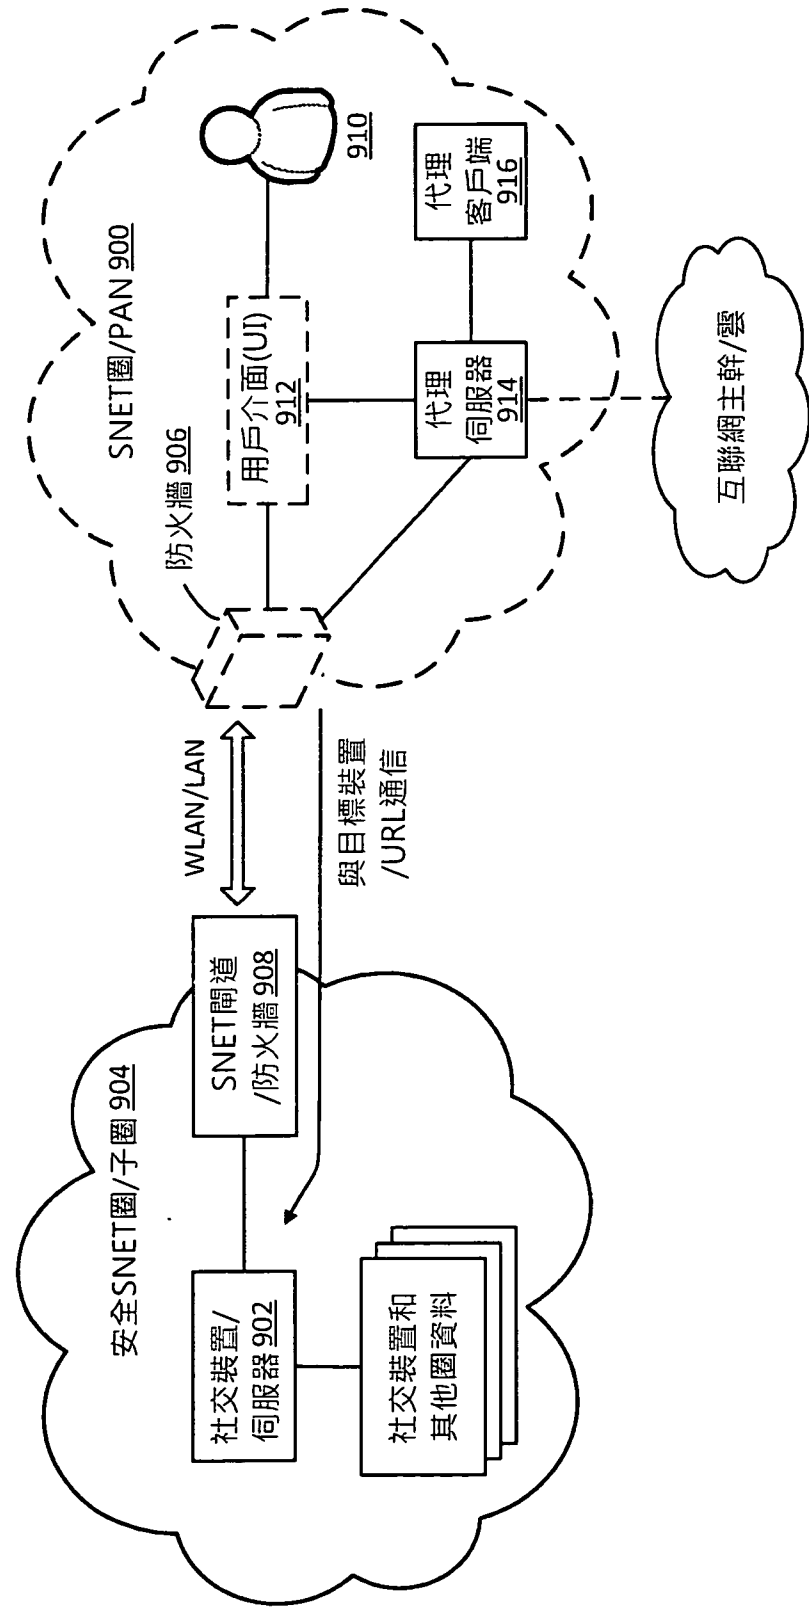 安全SNET圈/子圈 904
社交裝置/
伺服器 902
社交裝置和
其他圈資料
SNET閘道
/防火牆 908
WLAN/LAN
與目標裝置
/URL通信
SNET圈/PAN 900
防火牆 906
用戶介面(UI)
912
910
代理
伺服器
914
代理
客戶端
916
互聯網主幹/雲